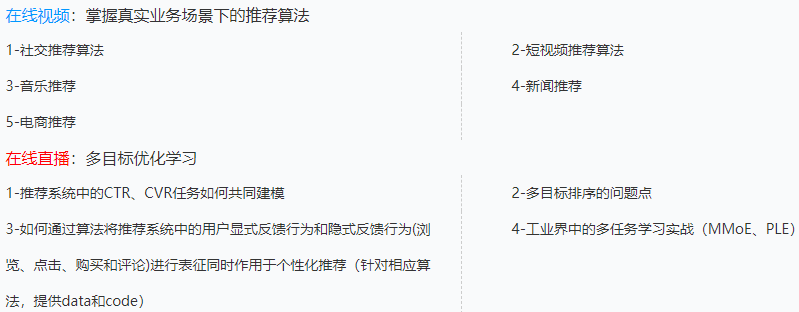 在线视频：掌握真实业务场景下的推荐算法
1-社交推荐算法
2-短视频推荐算法
3-音乐推荐
4-新闻推荐
5-电商推荐
在线直播：多目标优化学习
1-推荐系统中的CTR、CVR任务如何共同建模
2-多目标排序的问题点
3-如何通过算法将推荐系统中的用户显式反馈行为和隐式反馈行为(浏
览、点击、购买和评论)进行表征同时作用于个性化推荐（针对相应算
法，提供data和code）
4-工业界中的多任务学习实战（MMoE、PLE）